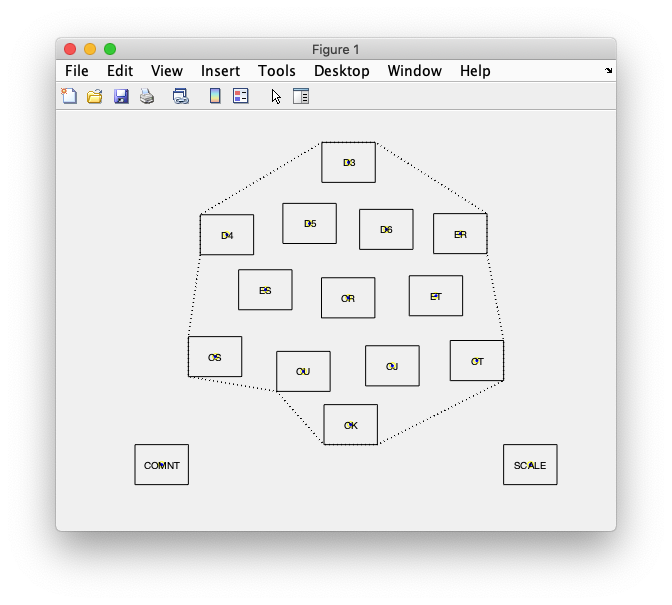 Figure 1
File Edit View Insert Tools Desktop Window Help
D3
D4 D5 D6 ER
ES OR ET
OS OU OJ OT
OK
COMNT SCALE